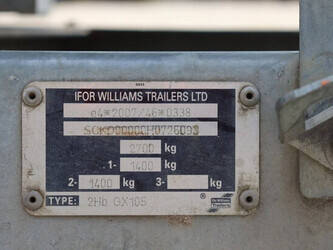 IFOR WILLIAMS TRAILERS LTD
e4*2007/46*0338
2700 kg
1- 1400 kg
2- 1400 kg 3- kg
TYPE: 2Hb GX105